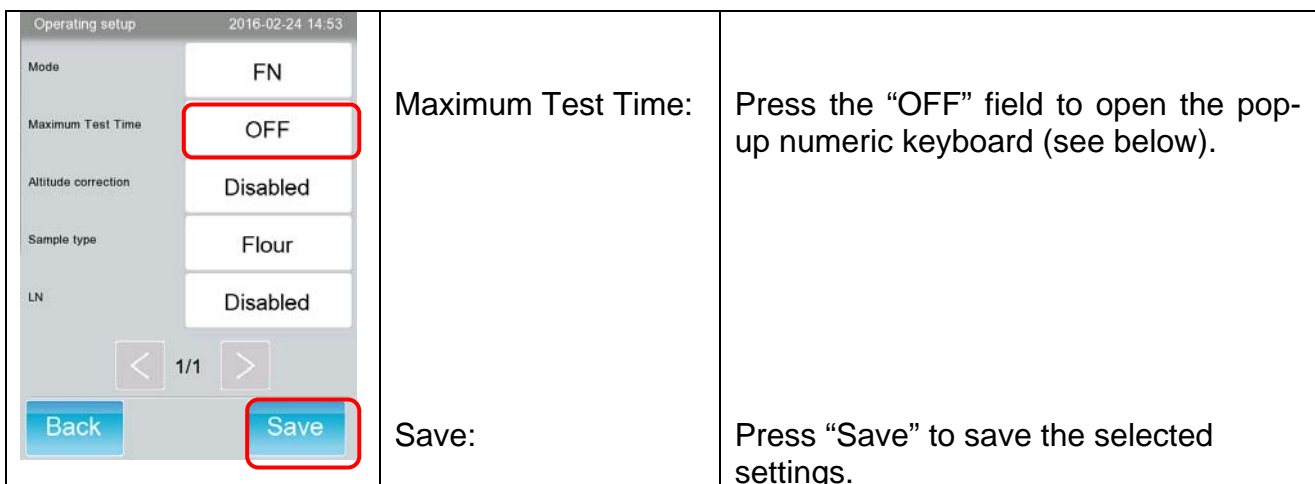 Operating setup 2016-02-24 14:53
Mode FN
Maximum Test Time OFF
Altitude correction Disabled
Sample type Flour
LN Disabled
< 1/1 >
Back Save
Maximum Test Time:
Press the “OFF” field to open the pop-
up numeric keyboard (see below).
Save:
Press “Save” to save the selected
settings.